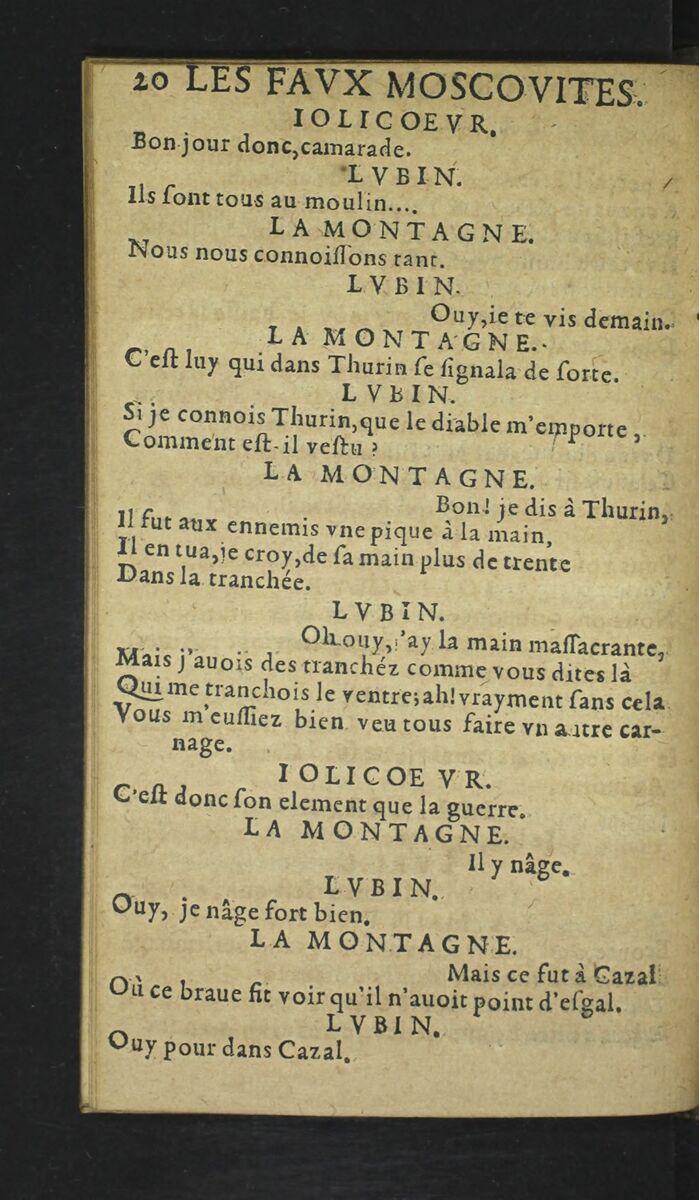 20 LES FAVX MOSCOVITES.
IOLICOEVR.
Bon-jour donc, camarade.
LVBIN.
Ils ſont tous au moulin....
LA MONTAGNE.
Nous nous connoiſſons tant.
LVBIN.
Ouy, ie te vis demain.
LA MONTAGNE.
C'eſt luy qui dans Thurin ſe ſignala de ſorte.
LVBIN.
Si je connois Thurin, que le diable m'emporte,
Comment eſt-il veſtu ?
LA MONTAGNE.
Bon! je dis à Thurin,
Il fut aux ennemis vne pique à la main,
Il en tua, ie croy, de ſa main plus de trente
Dans la tranchée.
LVBIN.
Oh ouy, j'ay la main maſſacrante,
Mais j'auois des tranchéz comme vous dites là
Qui me tranchois le ventre; ah! vrayment ſans cela
Vous m'euſſiez bien veu tous faire vn autre car-
nage.
IOLICOEVR.
C'eſt donc ſon element que la guerre.
LA MONTAGNE.
Il y nâge.
LVBIN.
Ouy, je nâge fort bien.
LA MONTAGNE.
Mais ce fut à Cazal
Où ce braue fit voir qu'il n'auoit point d'eſgal.
LVBIN.
Ouy pour dans Cazal.